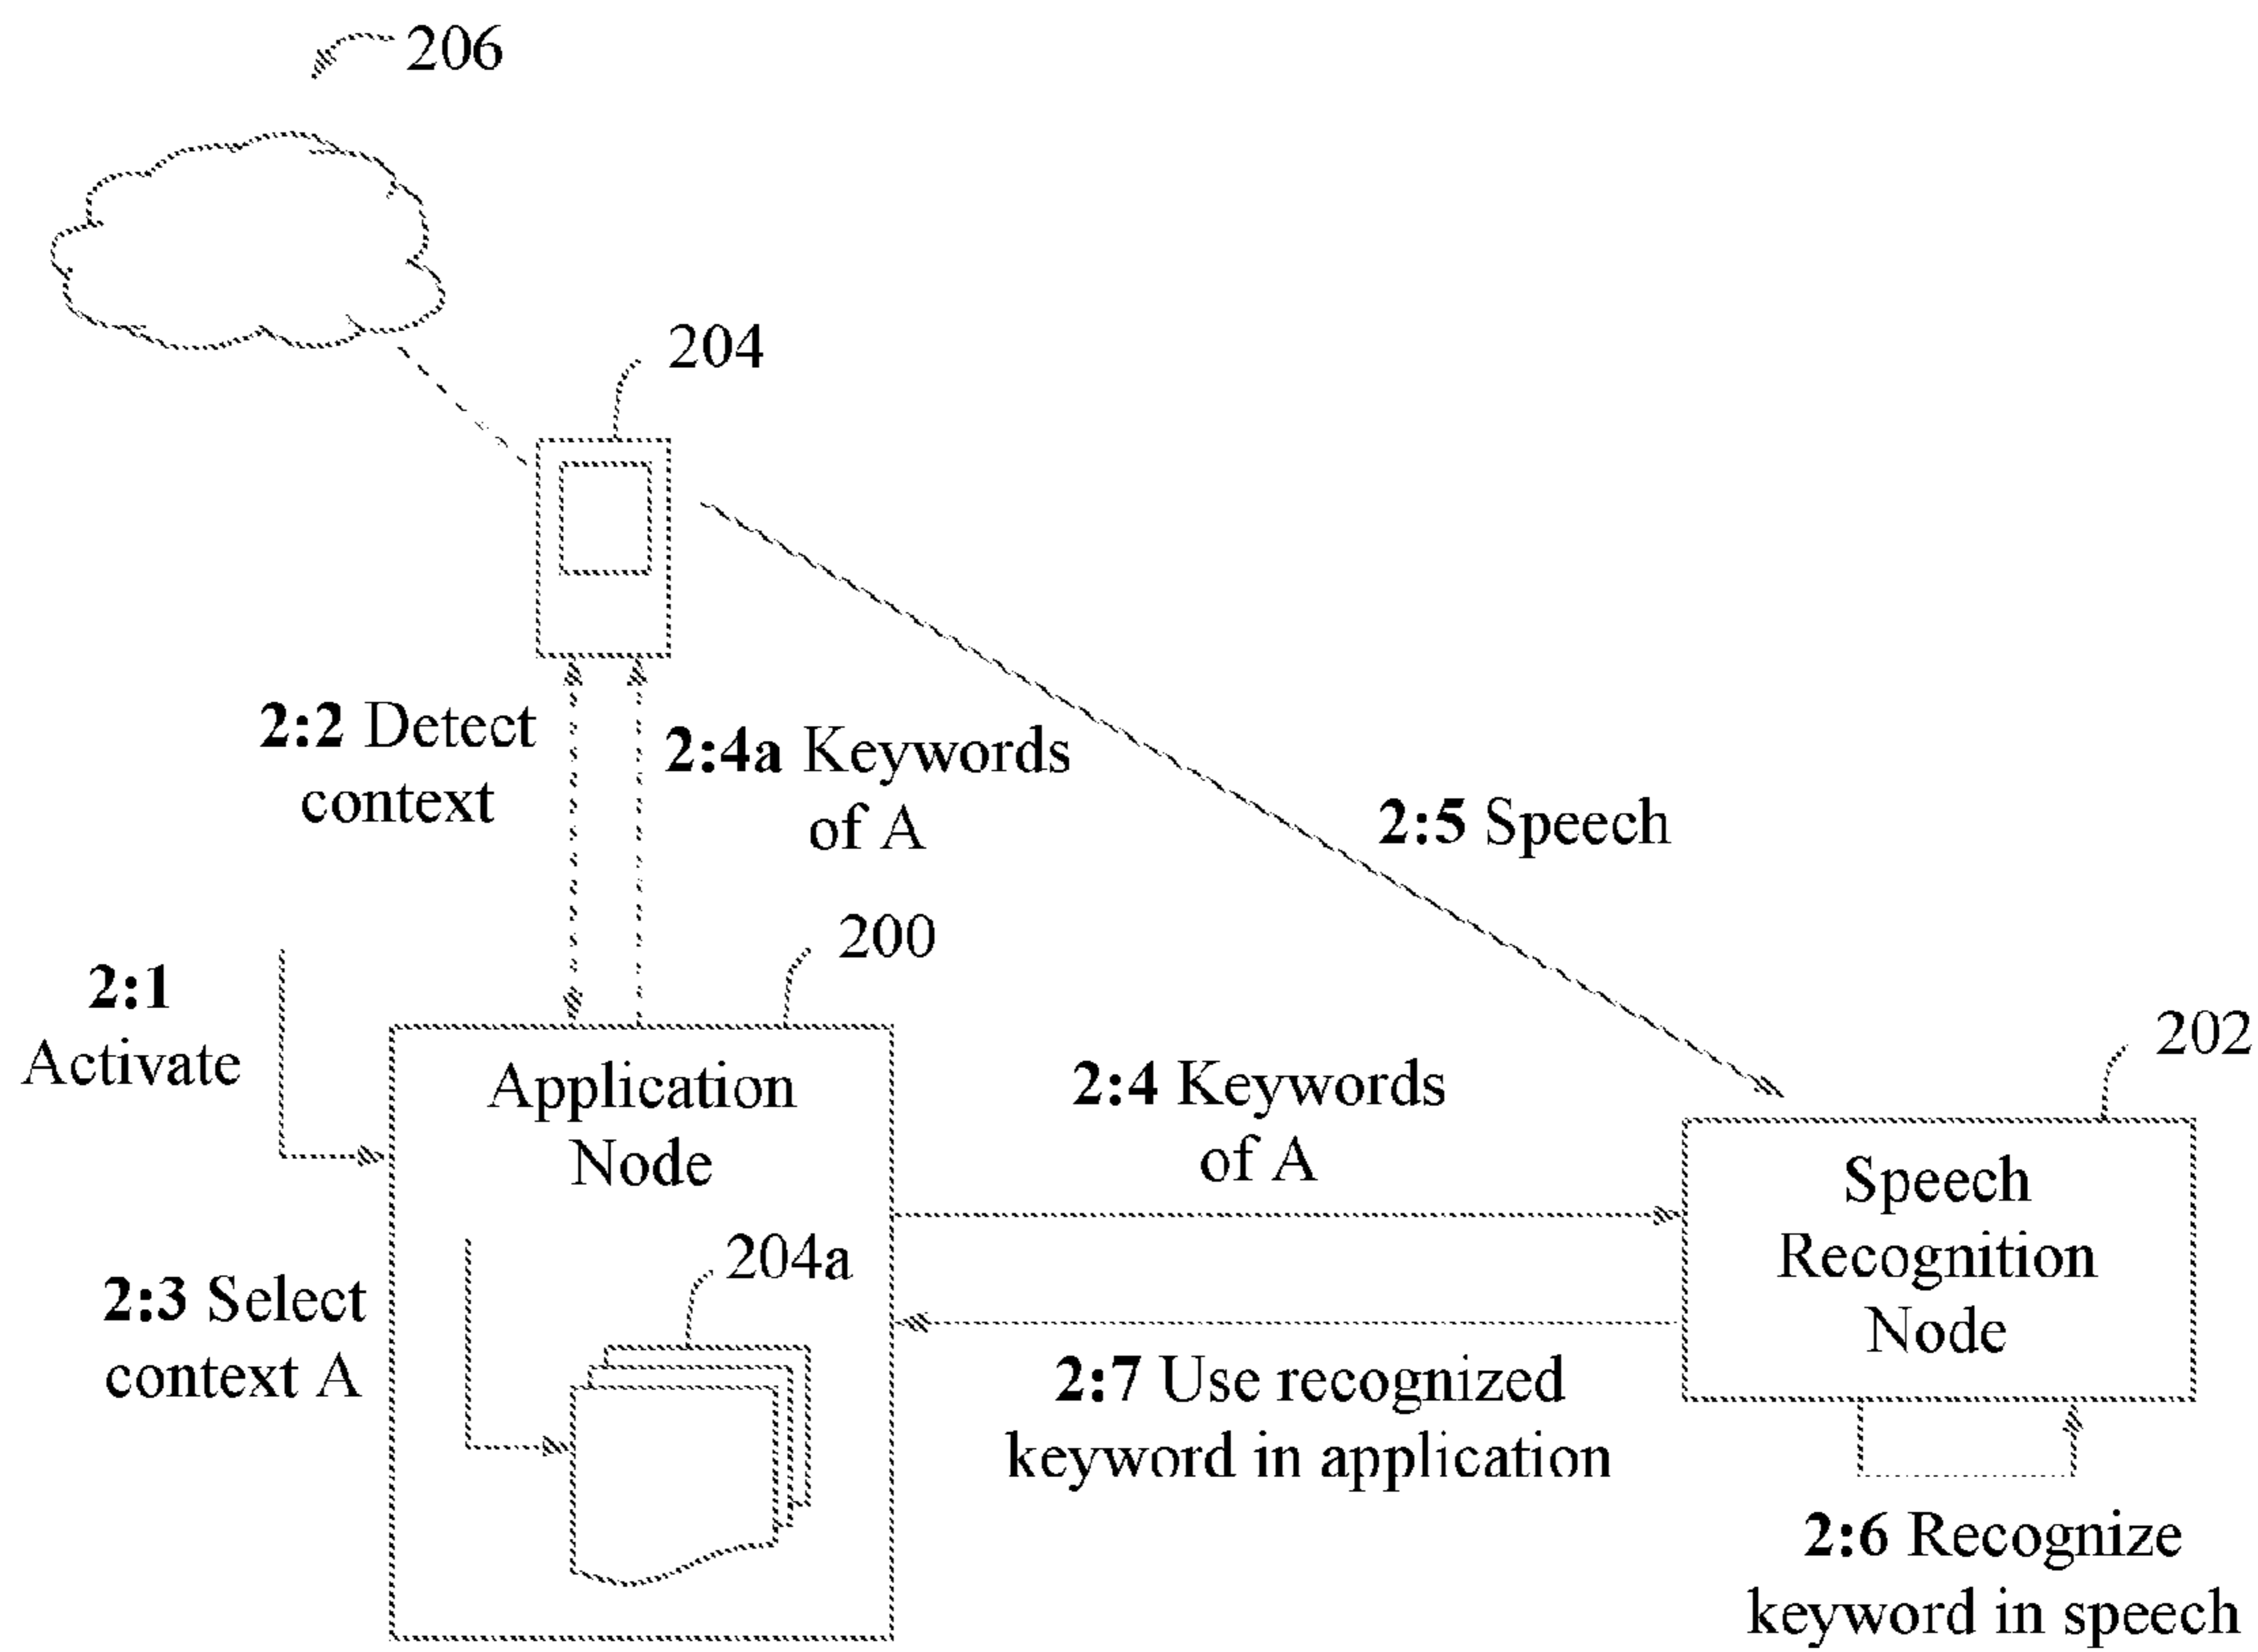 206
204
2:2 Detect
context
2:4a Keywords
of A
2:5 Speech
200
2:1
Activate
202
Application
Node
2:4 Keywords
of A
Speech
Recognition
Node
204a
2:3 Select
context A
2:7 Use recognized
keyword in application
2:6 Recognize
keyword in speech